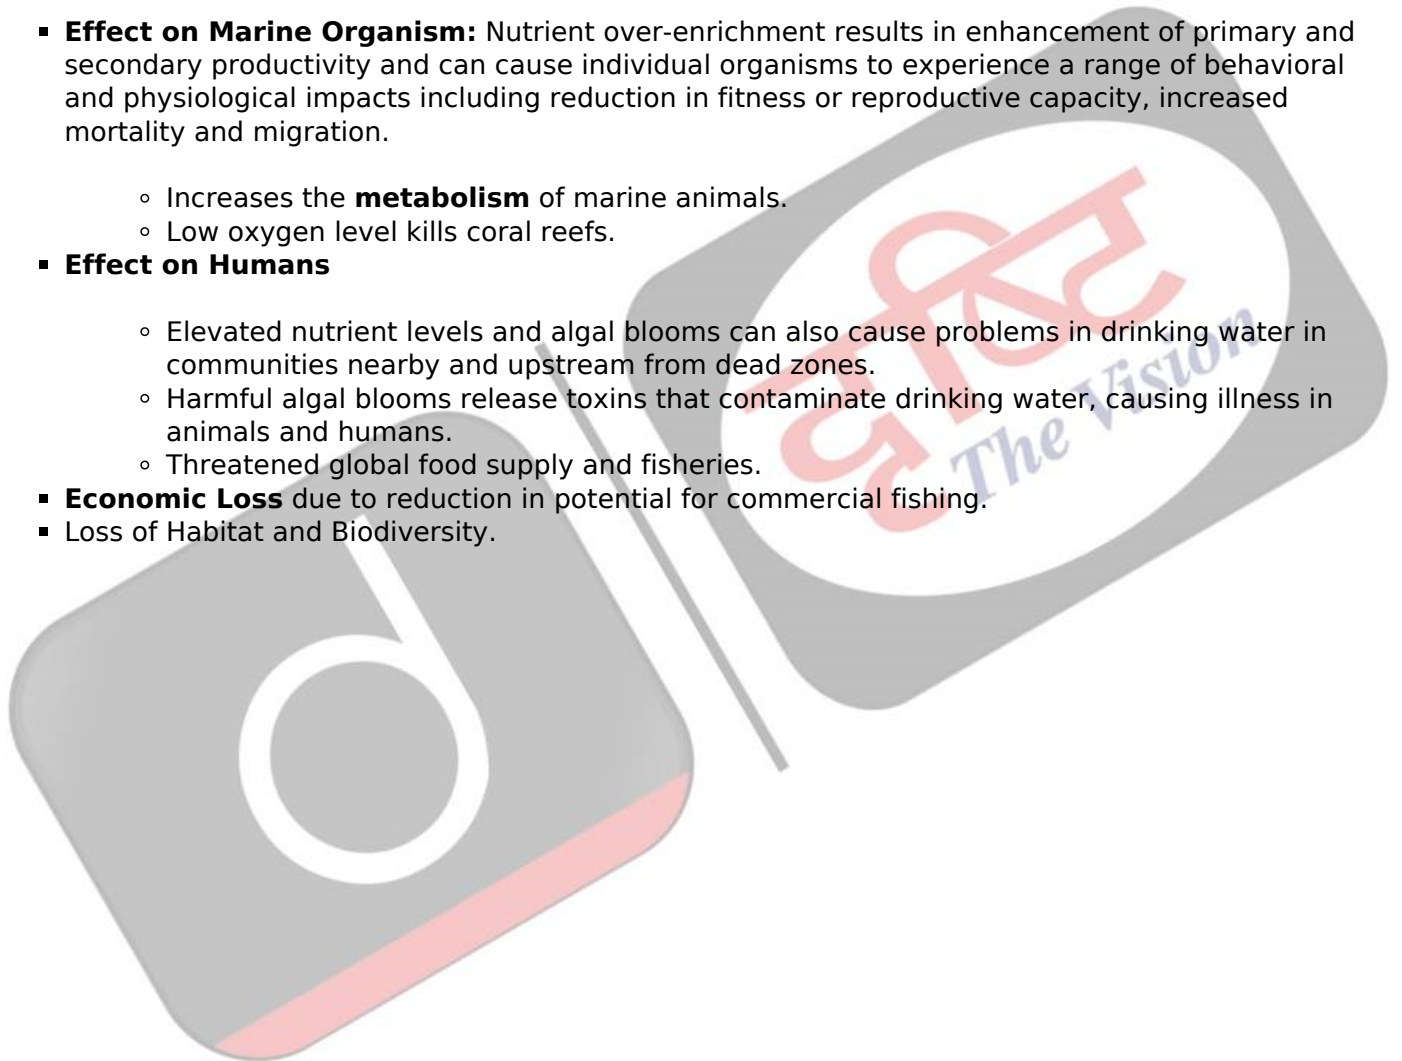 Effect on Marine Organism: Nutrient over-enrichment results in enhancement of primary and
secondary productivity and can cause individual organisms to experience a range of behavioral
and physiological impacts including reduction in fitness or reproductive capacity, increased
mortality and migration.
Increases the metabolism of marine animals.
Low oxygen level kills coral reefs.
Effect on Humans
Elevated nutrient levels and algal blooms can also cause problems in drinking water in
communities nearby and upstream from dead zones.
Harmful algal blooms release toxins that contaminate drinking water, causing illness in
animals and humans.
Threatened global food supply and fisheries.
Economic Loss due to reduction in potential for commercial fishing.
Loss of Habitat and Biodiversity.
d
दृष्टि
The Vision